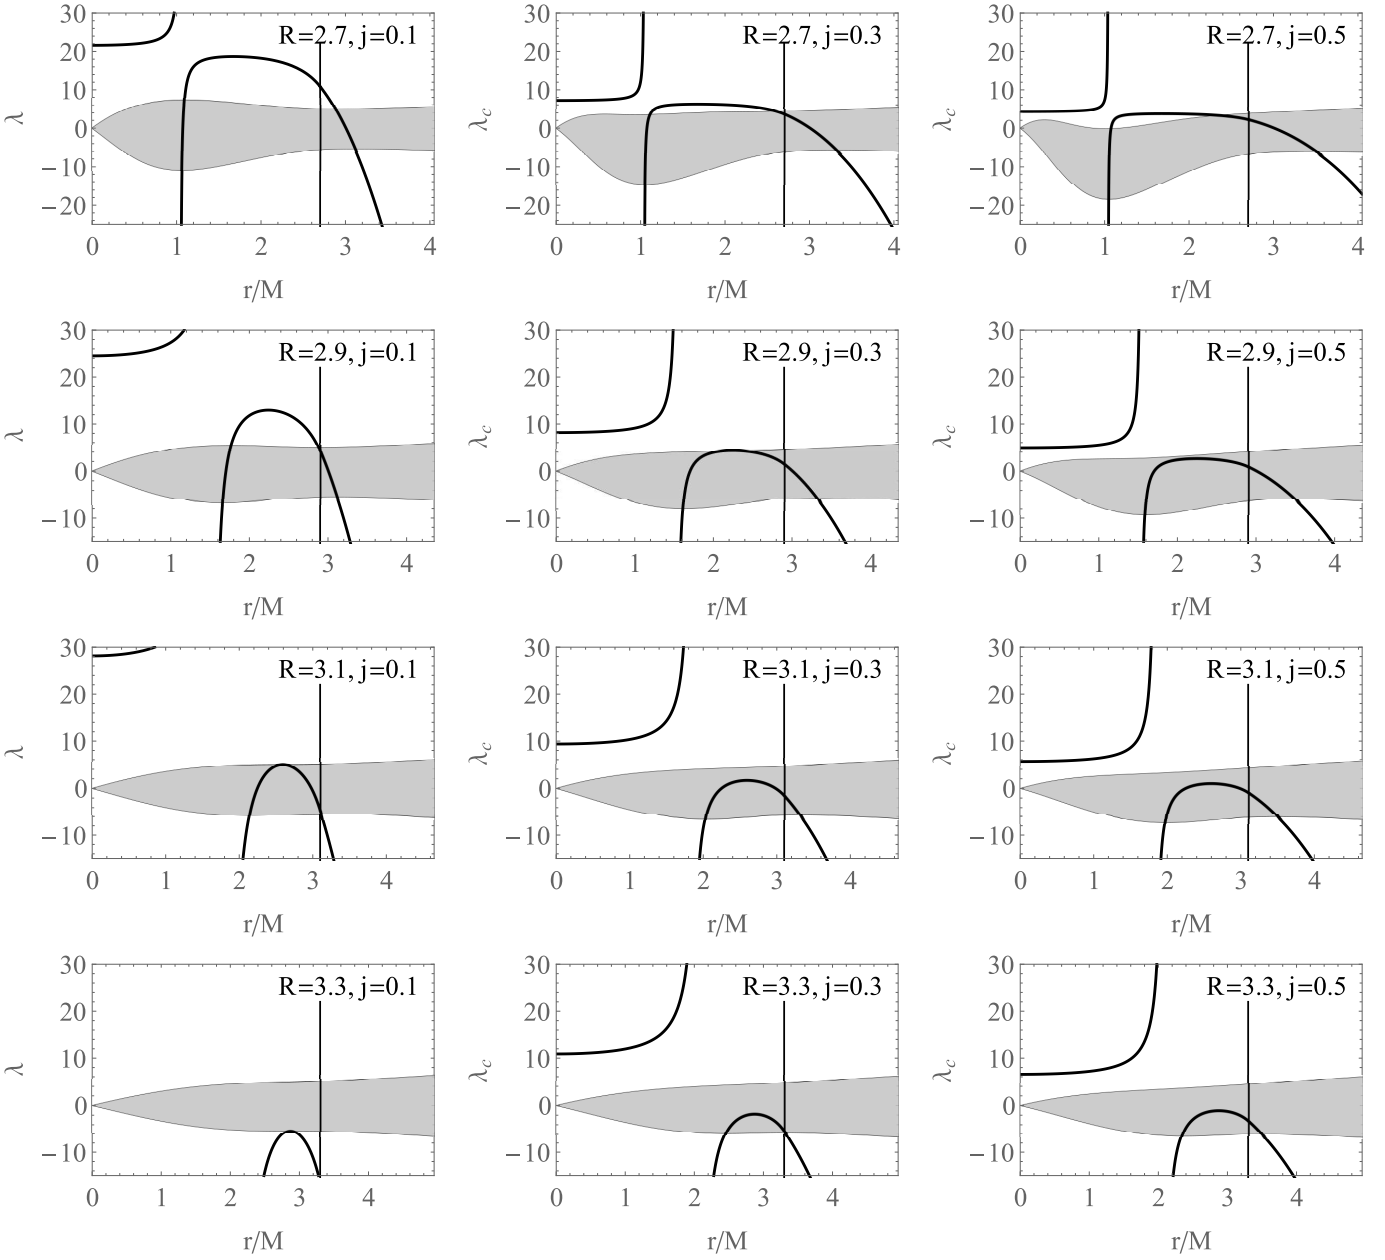 R=2.7, j=0.1
30
20
10
0
−10
−20
λ
0 1 2 3 4
r/M
R=2.7, j=0.3
30
20
10
0
−10
−20
λc
0 1 2 3 4
r/M
R=2.7, j=0.5
30
20
10
0
−10
−20
λc
0 1 2 3 4
r/M
R=2.9, j=0.1
30
20
10
0
−10
λ
0 1 2 3 4
r/M
R=2.9, j=0.3
30
20
10
0
−10
λc
0 1 2 3 4
r/M
R=2.9, j=0.5
30
20
10
0
−10
λc
0 1 2 3 4
r/M
R=3.1, j=0.1
30
20
10
0
−10
λ
0 1 2 3 4
r/M
R=3.1, j=0.3
30
20
10
0
−10
λc
0 1 2 3 4
r/M
R=3.1, j=0.5
30
20
10
0
−10
λc
0 1 2 3 4
r/M
R=3.3, j=0.1
30
20
10
0
−10
λ
0 1 2 3 4
r/M
R=3.3, j=0.3
30
20
10
0
−10
λc
0 1 2 3 4
r/M
R=3.3, j=0.5
30
20
10
0
−10
λc
0 1 2 3 4
r/M